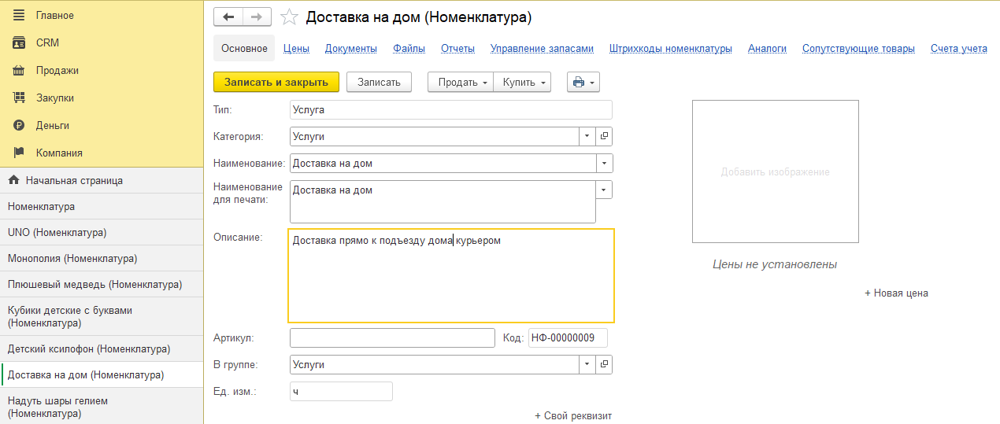 Главное
CRM
Продажи
Закупки
Деньги
Компания
Начальная страница
Номенклатура
UNO (Номенклатура)
Монополия (Номенклатура)
Плюшевый медведь (Номенклатура)
Кубики детские с буквами
(Номенклатура)
Детский ксилофон (Номенклатура)
Доставка на дом (Номенклатура)
Надуть шары гелием
(Номенклатура)
Доставка на дом (Номенклатура)
Основное Цены Документы Файлы Отчеты Управление запасами Штрихкоды номенклатуры Аналоги Сопутствующие товары Счета учета
Записать и закрыть Записать Продать Купить
Тип: Услуга
Категория: Услуги
Наименование: Доставка на дом
Наименование
для печати: Доставка на дом
Описание: Доставка прямо к подъезду дома курьером
Артикул: Код: НФ-00000009
В группе: Услуги
Ед. изм.: ч
+ Свой реквизит
Добавить изображение
Цены не установлены
+ Новая цена